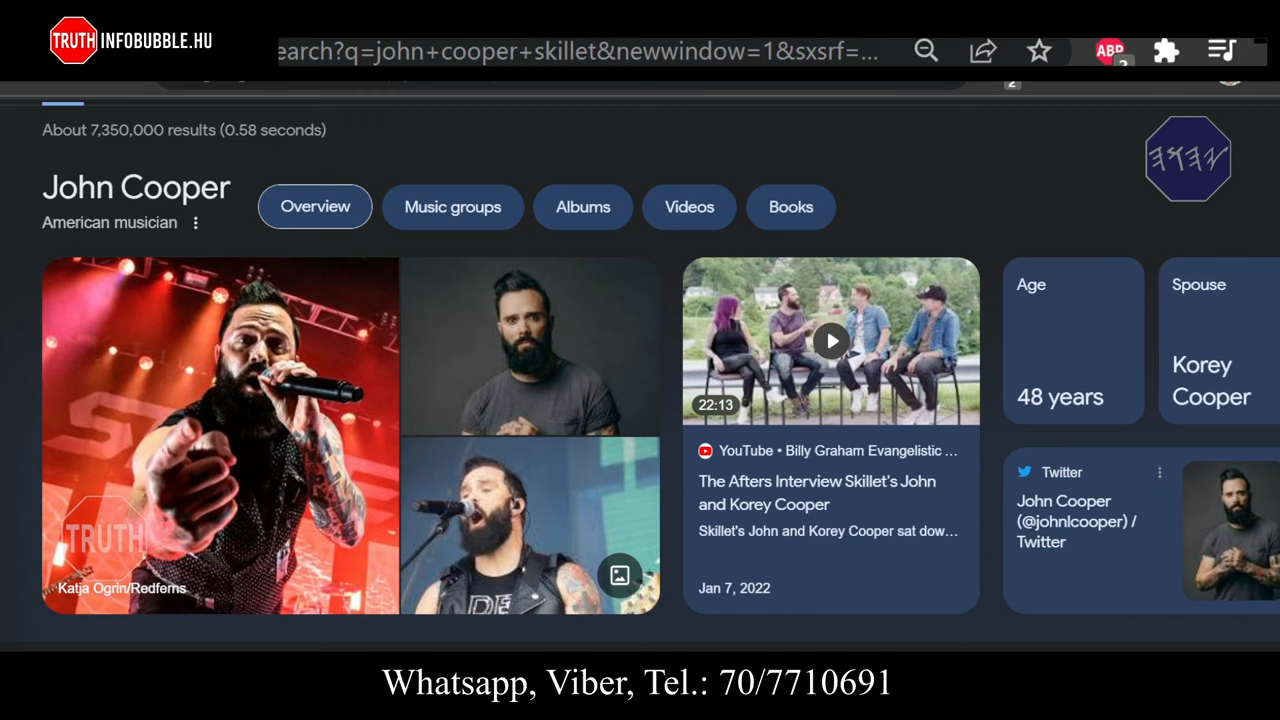 TRUTH INFOBUBBLE.HU
earch?q=john+cooper+skillet&newwindow=1&sxsrf=...
ABP
2
About 7,350,000 results (0.58 seconds)
John Cooper
American musician
Overview
Music groups
Albums
Videos
Books
Age
48 years
Spouse
Korey
Cooper
22:13
YouTube • Billy Graham Evangelistic ...
The Afters Interview Skillet's John
and Korey Cooper
Skillet's John and Korey Cooper sat dow...
Jan 7, 2022
Twitter
John Cooper
(@johnlcooper) /
Twitter
TRUTH
Katja Ogrin/Redferns
Whatsapp, Viber, Tel.: 70/7710691